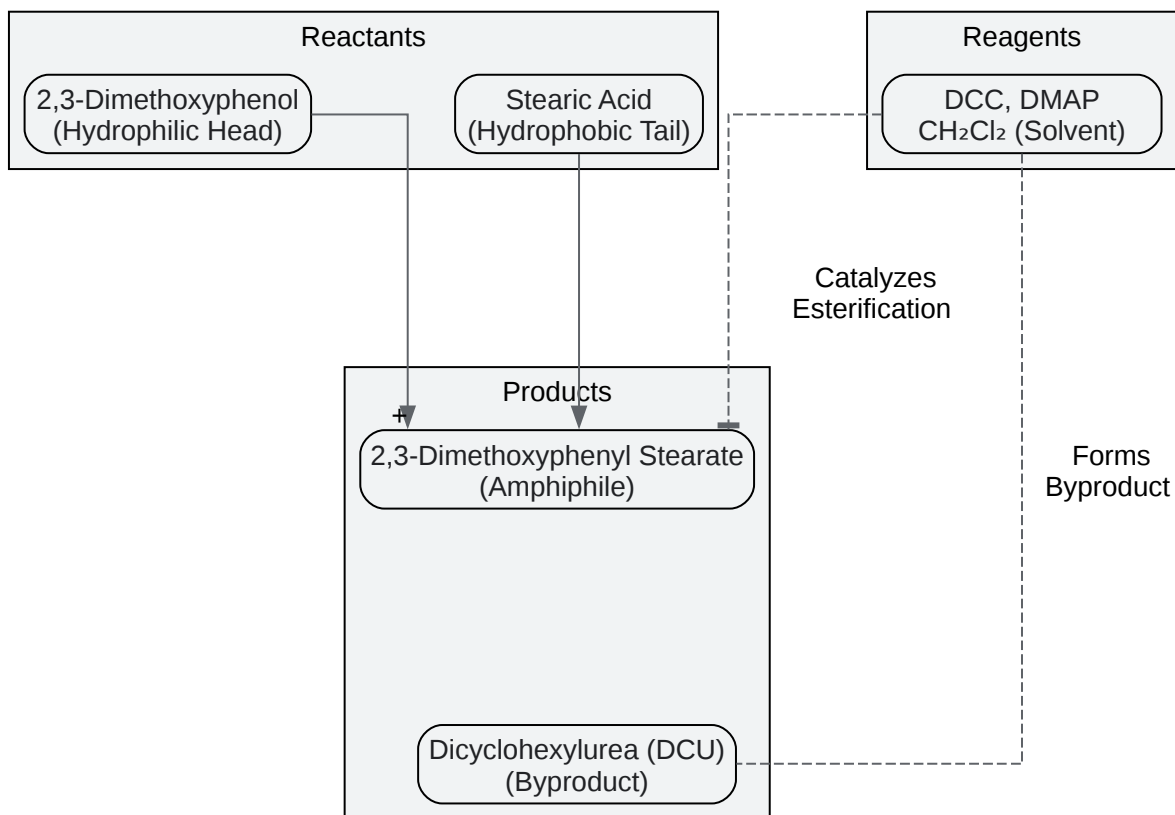 Reactants
2,3-Dimethoxyphenol
(Hydrophilic Head)
Stearic Acid
(Hydrophobic Tail)
Reagents
DCC, DMAP
CH₂Cl₂ (Solvent)
Catalyzes
Esterification
Products
+
2,3-Dimethoxyphenyl Stearate
(Amphiphile)
Forms
Byproduct
Dicyclohexylurea (DCU)
(Byproduct)